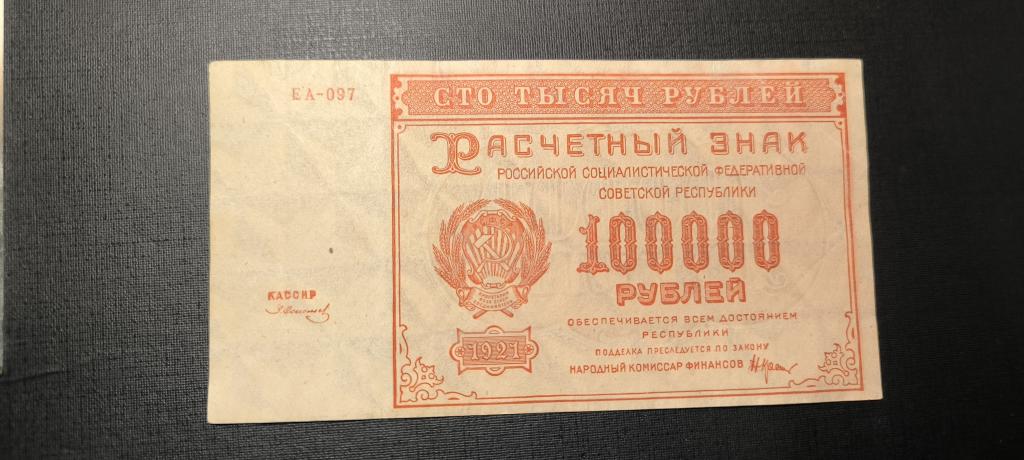 ЕА-097
СТО ТЫСЯЧ РУБЛЕЙ
РАСЧЕТНЫЙ ЗНАК
РОССИЙСКОЙ СОЦИАЛИСТИЧЕСКОЙ ФЕДЕРАТИВНОЙ
СОВЕТСКОЙ РЕСПУБЛИКИ
100000
РУБЛЕЙ
КАССИР
ОБЕСПЕЧИВАЕТСЯ ВСЕМ ДОСТОЯНИЕМ
РЕСПУБЛИКИ
1921
ПОДДЕЛКА ПРЕСЛЕДУЕТСЯ ПО ЗАКОНУ
НАРОДНЫЙ КОМИССАР ФИНАНСОВ